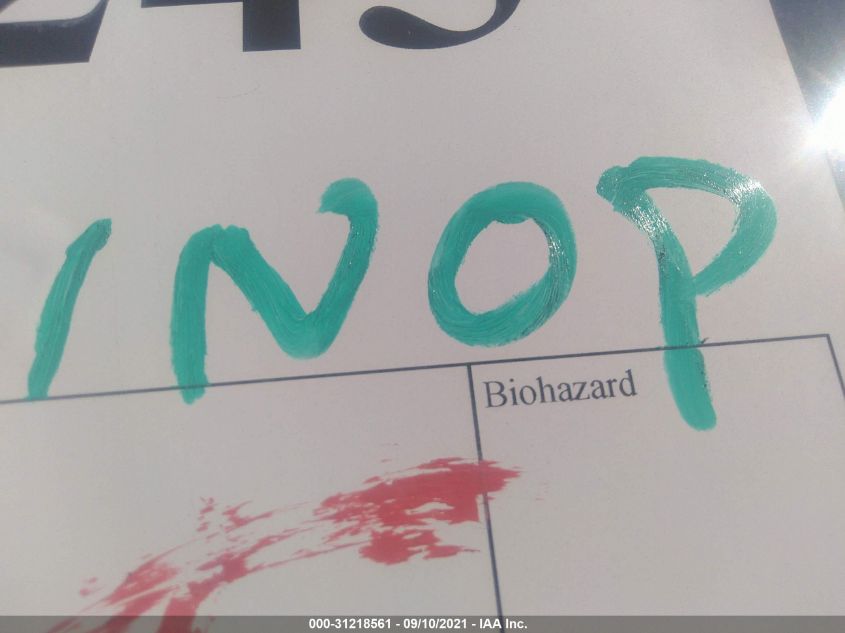 INOP
Biohazard
000-31218561 - 09/10/2021 - IAA Inc.